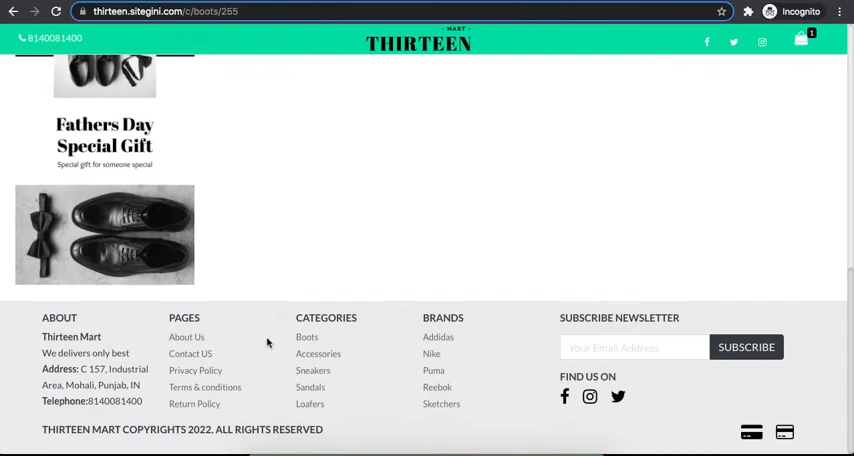 thirteen.sitegini.com/c/boots/255
Incognito
8140081400
- MART -
THIRTEEN
1
Fathers Day
Special Gift
Special gift for someone special
ABOUT
Thirteen Mart
We delivers only best
Address: C 157, Industrial
Area, Mohali, Punjab, IN
Telephone:8140081400
PAGES
About Us
Contact US
Privacy Policy
Terms & conditions
Return Policy
CATEGORIES
Boots
Accessories
Sneakers
Sandals
Loafers
BRANDS
Addidas
Nike
Puma
Reebok
Sketchers
SUBSCRIBE NEWSLETTER
Your Email Address
SUBSCRIBE
FIND US ON
THIRTEEN MART COPYRIGHTS 2022. ALL RIGHTS RESERVED